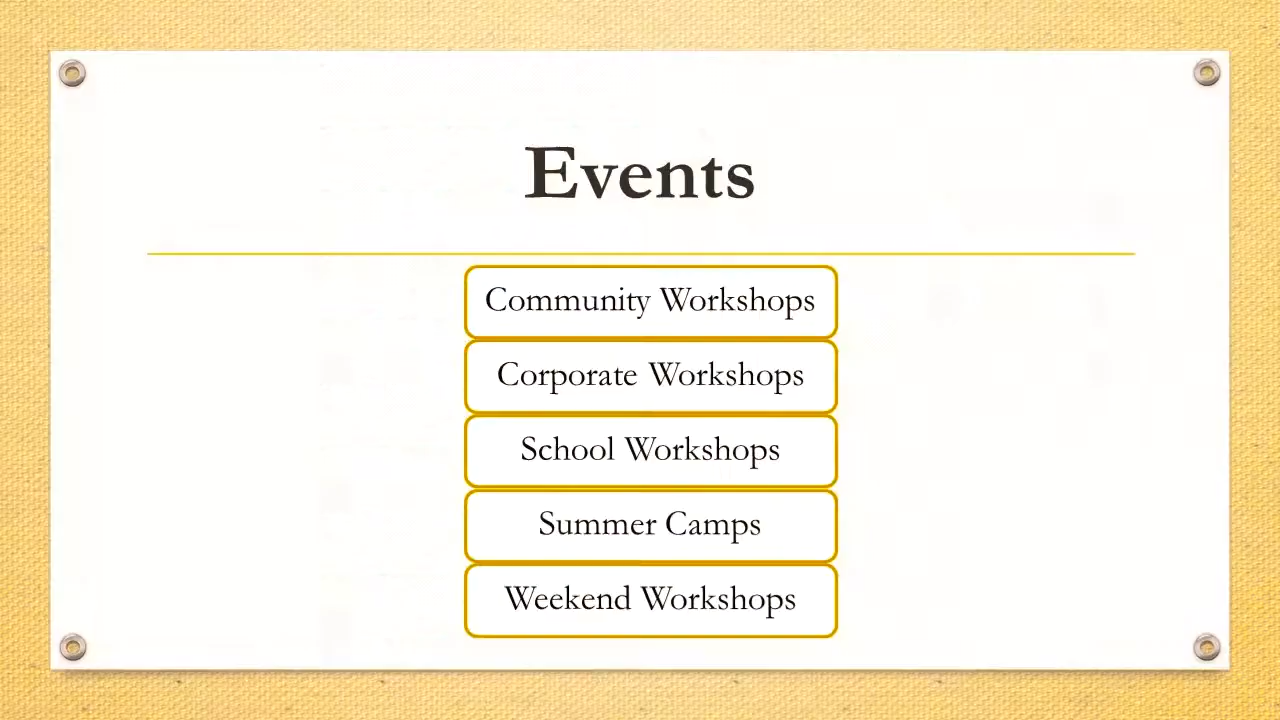 Events
Community Workshops
Corporate Workshops
School Workshops
Summer Camps
Weekend Workshops